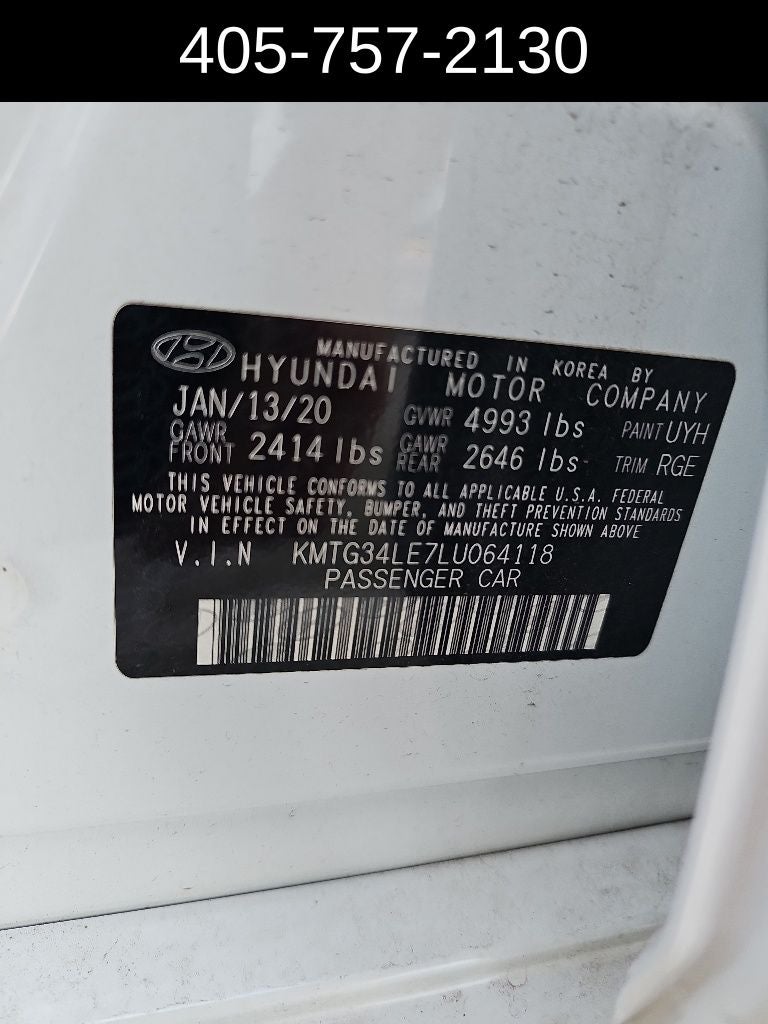 405-757-2130
MANUFACTURED IN KOREA BY
HYUNDAI MOTOR COMPANY
JAN/13/20 GVWR 4993 lbs PAINT UYH
GAWR FRONT 2414 lbs GAWR REAR 2646 lbs TRIM RGE
THIS VEHICLE CONFORMS TO ALL APPLICABLE U.S.A. FEDERAL
MOTOR VEHICLE SAFETY, BUMPER, AND THEFT PREVENTION STANDARDS
IN EFFECT ON THE DATE OF MANUFACTURE SHOWN ABOVE
V.I.N KMTG34LE7LU064118
PASSENGER CAR